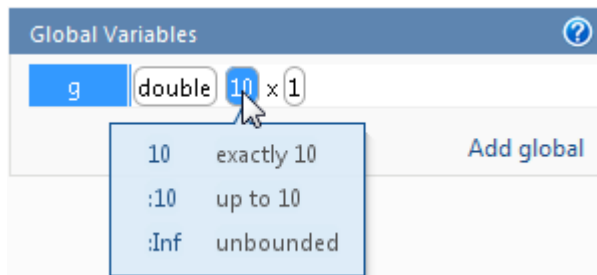 Global Variables ?
g double 10 x 1
10 exactly 10
:10 up to 10
:Inf unbounded
Add global